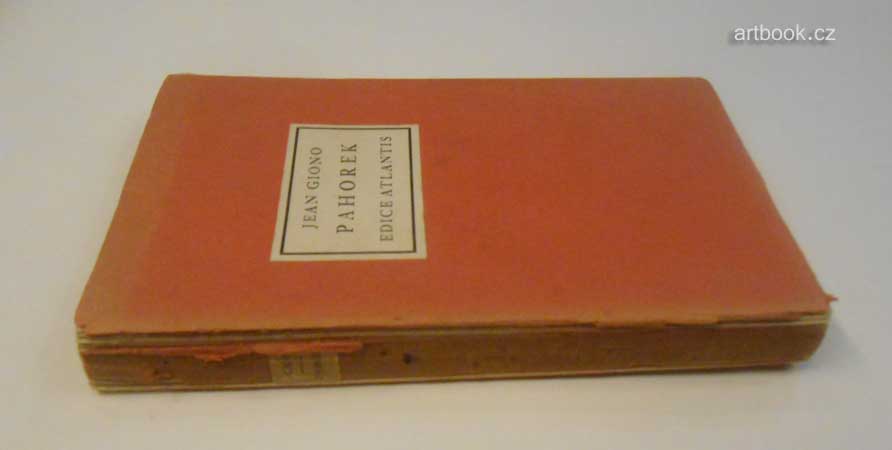 artbook.cz
JEAN GIONO
PAHOREK
EDICE ATLANTIS